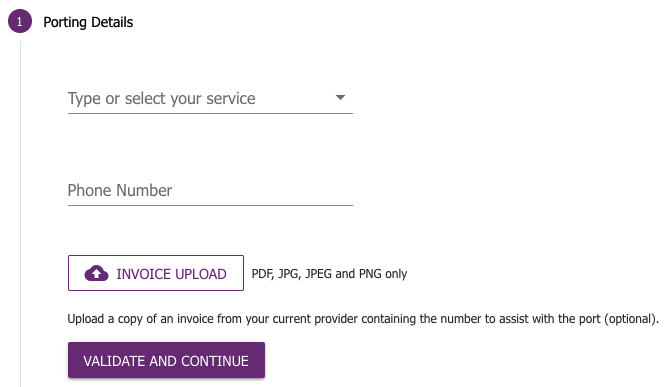 1 Porting Details
Type or select your service
Phone Number
INVOICE UPLOAD PDF, JPG, JPEG and PNG only
Upload a copy of an invoice from your current provider containing the number to assist with the port (optional).
VALIDATE AND CONTINUE